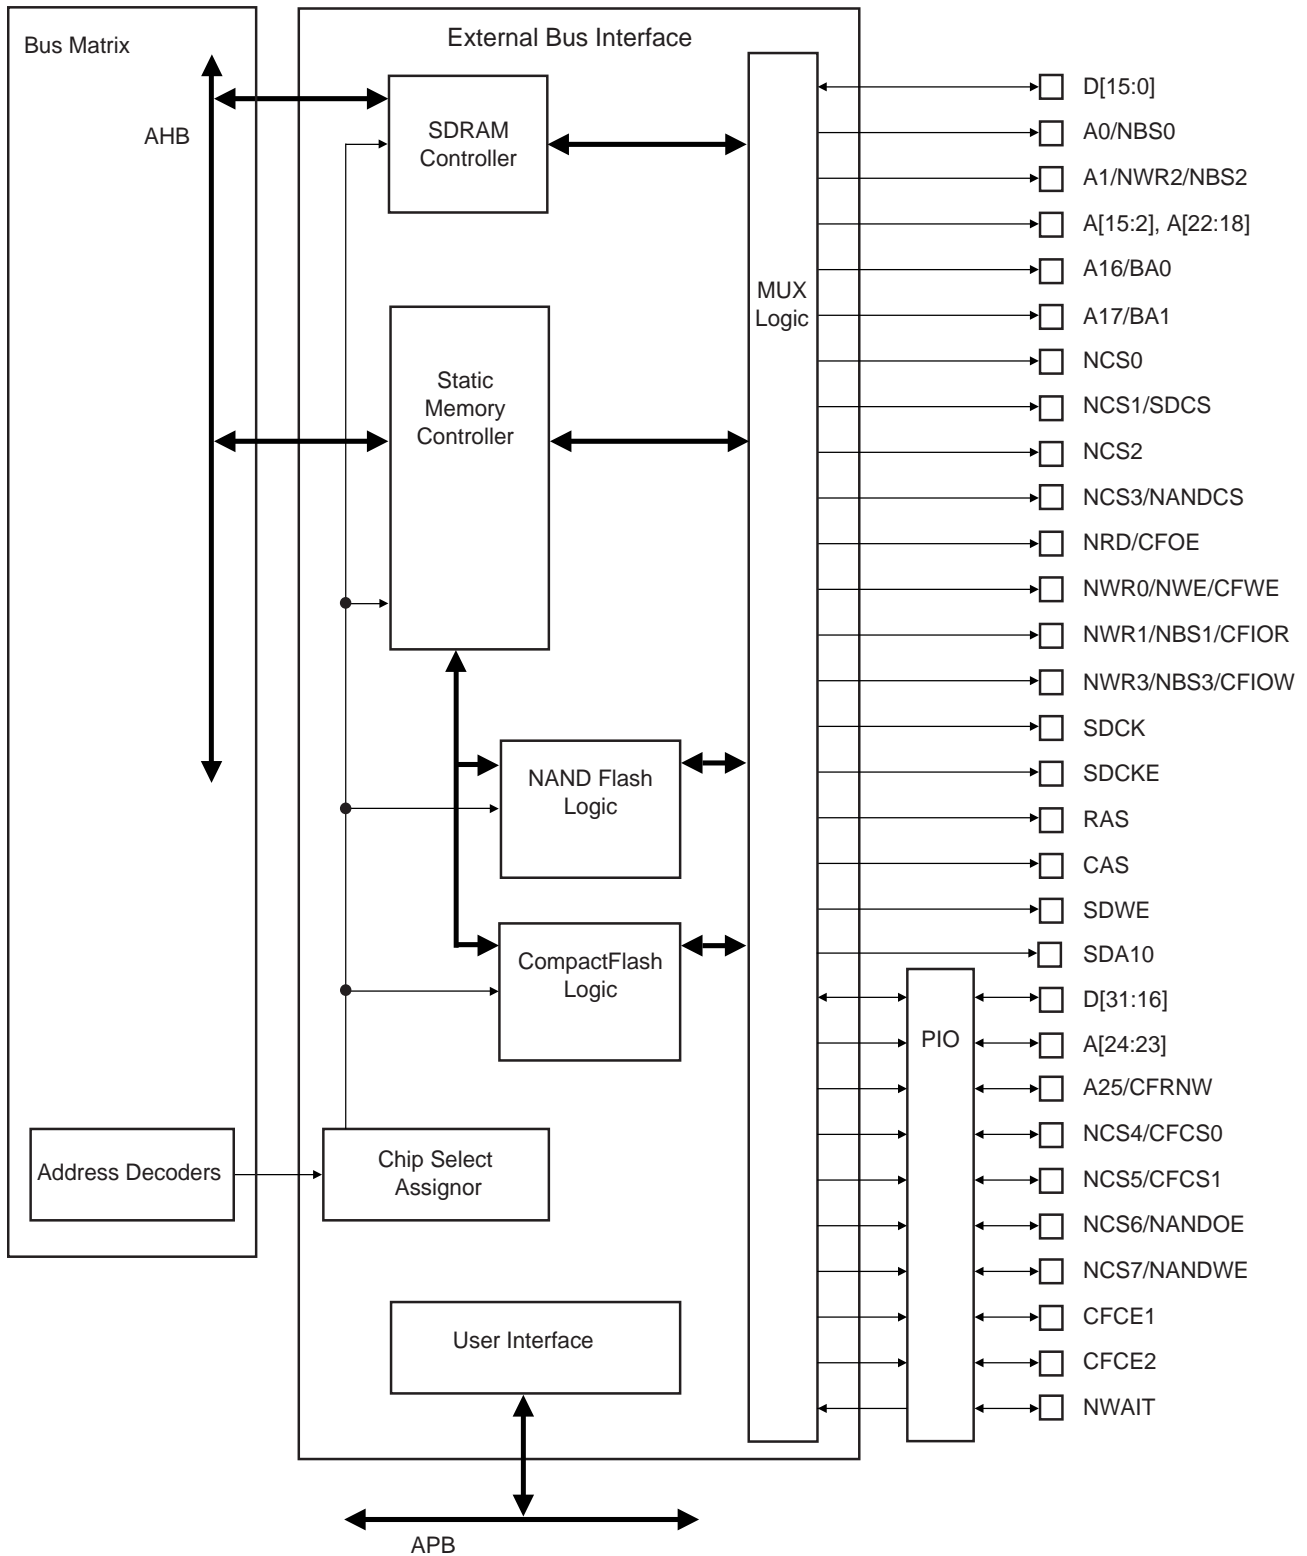 Bus Matrix
External Bus Interface
AHB
SDRAM
Controller
Static
Memory
Controller
NAND Flash
Logic
CompactFlash
Logic
Address Decoders
Chip Select
Assignor
User Interface
APB
MUX
Logic
PIO
D[15:0]
A0/NBS0
A1/NWR2/NBS2
A[15:2], A[22:18]
A16/BA0
A17/BA1
NCS0
NCS1/SDCS
NCS2
NCS3/NANDCS
NRD/CFOE
NWR0/NWE/CFWE
NWR1/NBS1/CFIOR
NWR3/NBS3/CFIOW
SDCK
SDCKE
RAS
CAS
SDWE
SDA10
D[31:16]
A[24:23]
A25/CFRNW
NCS4/CFCS0
NCS5/CFCS1
NCS6/NANDOE
NCS7/NANDWE
CFCE1
CFCE2
NWAIT